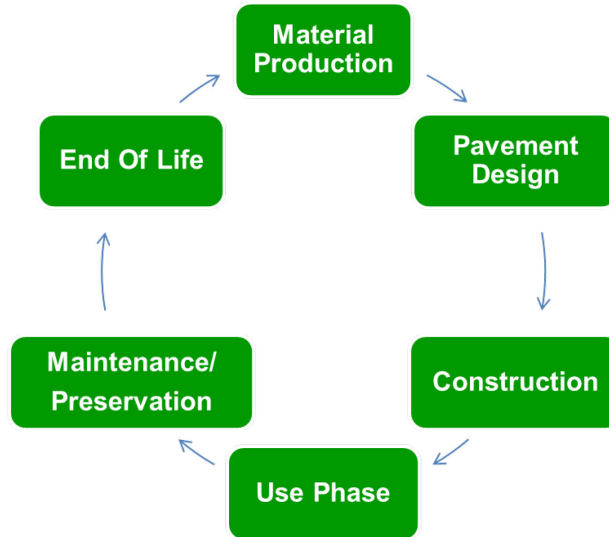 Material
Production
Pavement
Design
Construction
Use Phase
Maintenance/
Preservation
End Of Life